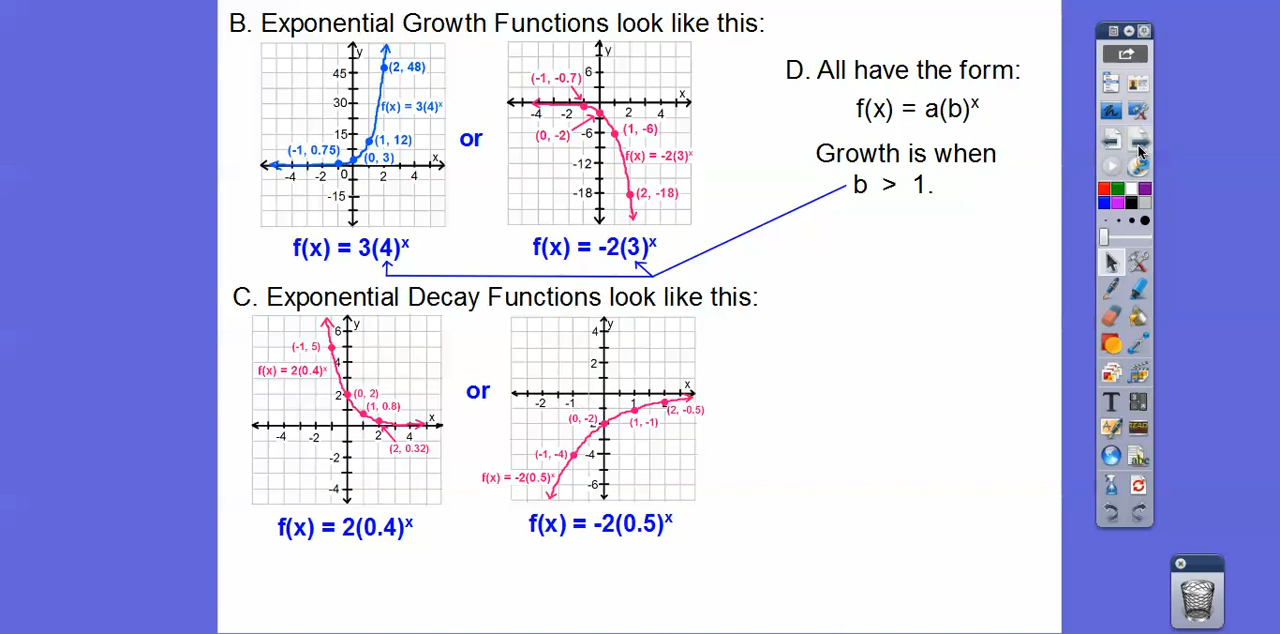 B. Exponential Growth Functions look like this:
y
45
30
15
-15
-4
-2
0
2
4
x
(2, 48)
f(x) = 3(4)ˣ
(1, 12)
(-1, 0.75)
(0, 3)
f(x) = 3(4)ˣ
or
y
6
-6
-12
-18
-4
-2
2
4
x
(-1, -0.7)
(0, -2)
(1, -6)
f(x) = -2(3)ˣ
(2, -18)
f(x) = -2(3)ˣ
D. All have the form:
f(x) = a(b)ˣ
Growth is when
b > 1.
C. Exponential Decay Functions look like this:
y
6
4
2
-2
-4
-4
-2
2
4
x
(-1, 5)
f(x) = 2(0.4)ˣ
(0, 2)
(1, 0.8)
(2, 0.32)
f(x) = 2(0.4)ˣ
or
y
4
2
-4
-6
-2
-1
1
x
(2, -0.5)
(0, -2)
(1, -1)
(-1, -4)
f(x) = -2(0.5)ˣ
f(x) = -2(0.5)ˣ
T
abc